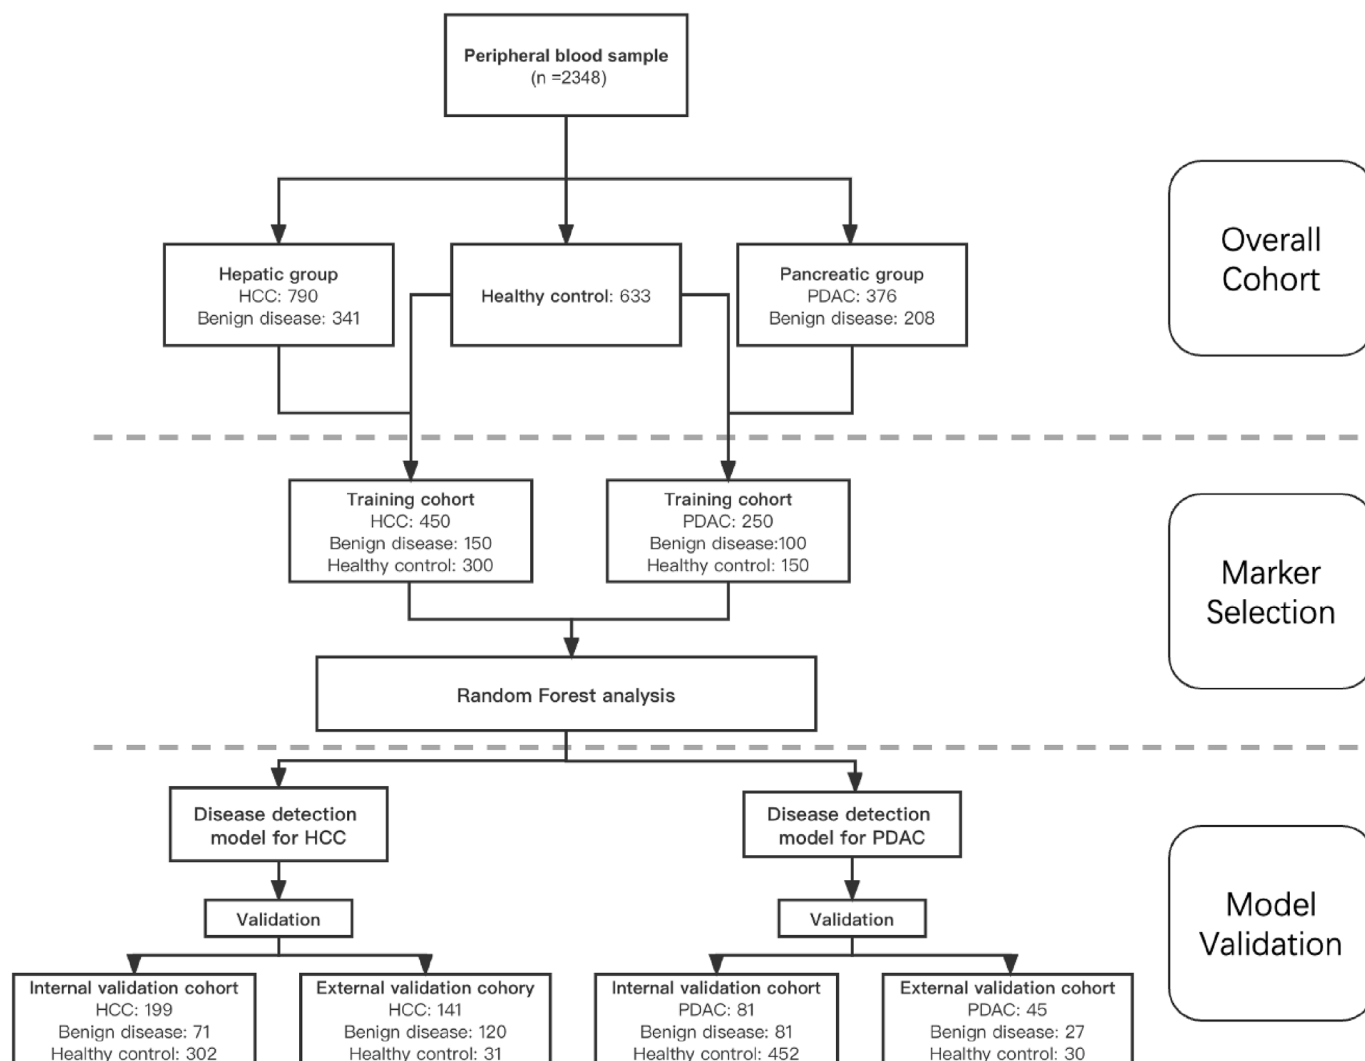 Peripheral blood sample
(n =2348)
Hepatic group
HCC: 790
Benign disease: 341
Healthy control: 633
Pancreatic group
PDAC: 376
Benign disease: 208
Overall
Cohort
Training cohort
HCC: 450
Benign disease: 150
Healthy control: 300
Training cohort
PDAC: 250
Benign disease:100
Healthy control: 150
Marker
Selection
Random Forest analysis
Disease detection
model for HCC
Disease detection
model for PDAC
Validation
Validation
Model
Validation
Internal validation cohort
HCC: 199
Benign disease: 71
Healthy control: 302
External validation cohory
HCC: 141
Benign disease: 120
Healthy control: 31
Internal validation cohort
PDAC: 81
Benign disease: 81
Healthy control: 452
External validation cohort
PDAC: 45
Benign disease: 27
Healthy control: 30